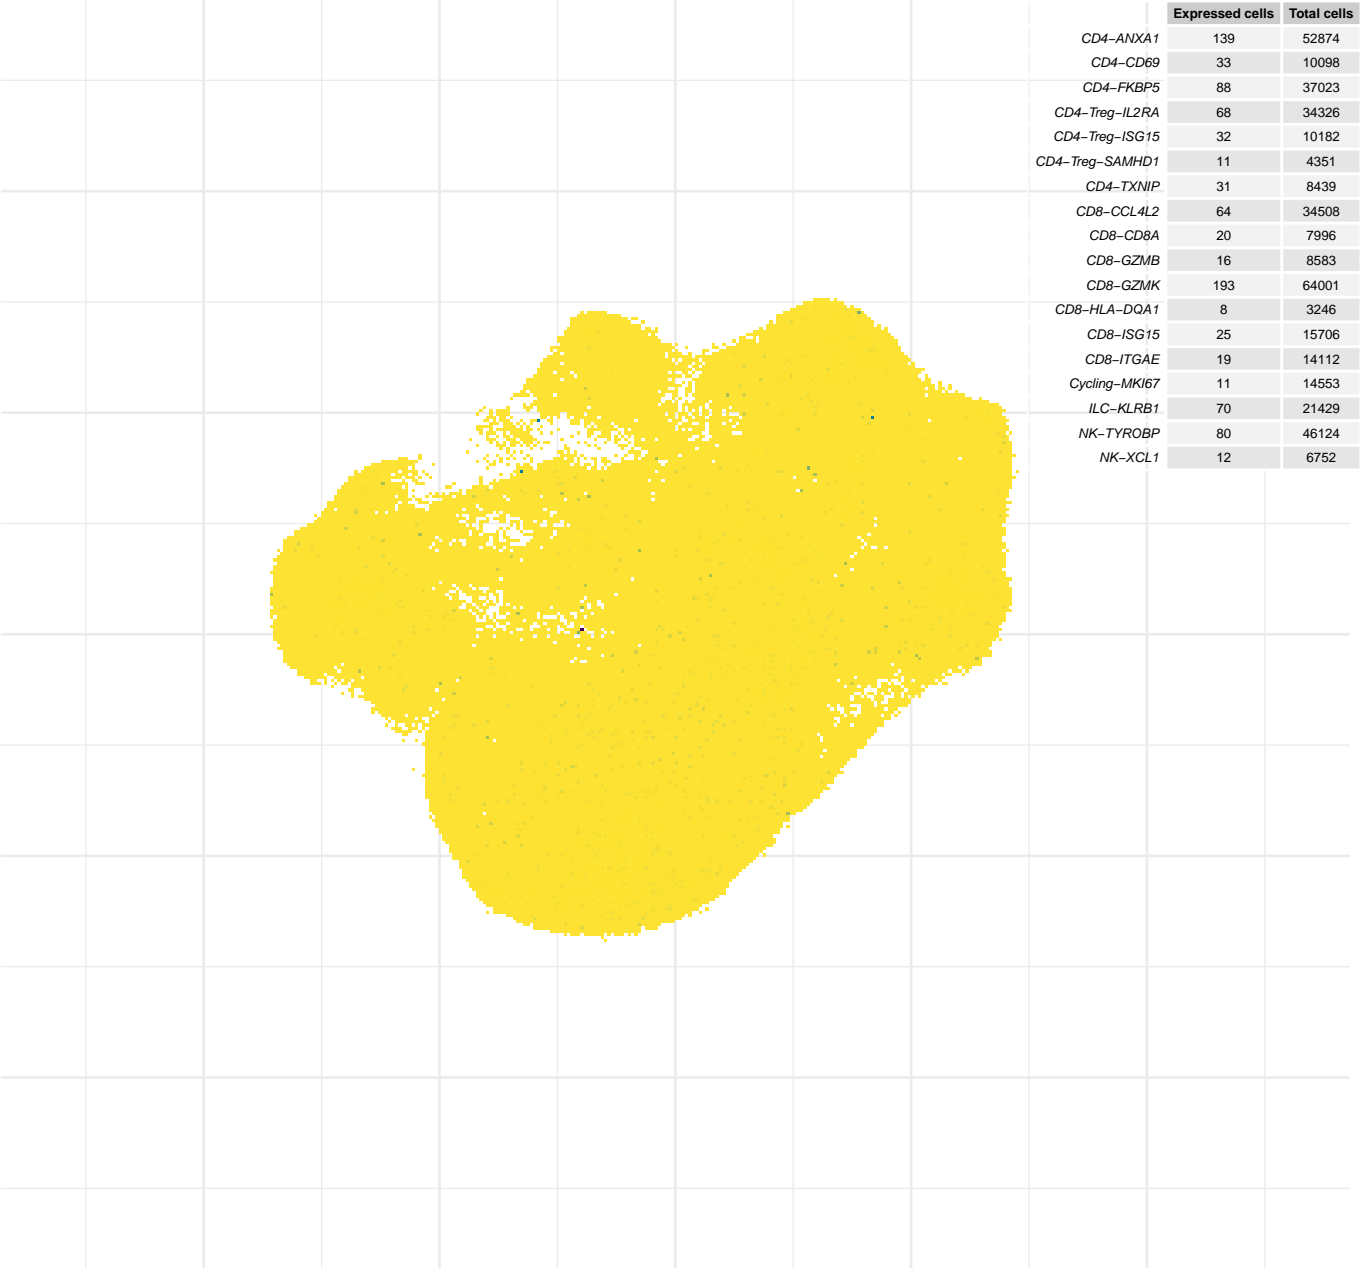 Expressed cells Total cells
CD4−ANXA1 139 52874
CD4−CD69 33 10098
CD4−FKBP5 88 37023
CD4−Treg−IL2RA 68 34326
CD4−Treg−ISG15 32 10182
CD4−Treg−SAMHD1 11 4351
CD4−TXNIP 31 8439
CD8−CCL4L2 64 34508
CD8−CD8A 20 7996
CD8−GZMB 16 8583
CD8−GZMK 193 64001
CD8−HLA−DQA1 8 3246
CD8−ISG15 25 15706
CD8−ITGAE 19 14112
Cycling−MKI67 11 14553
ILC−KLRB1 70 21429
NK−TYROBP 80 46124
NK−XCL1 12 6752